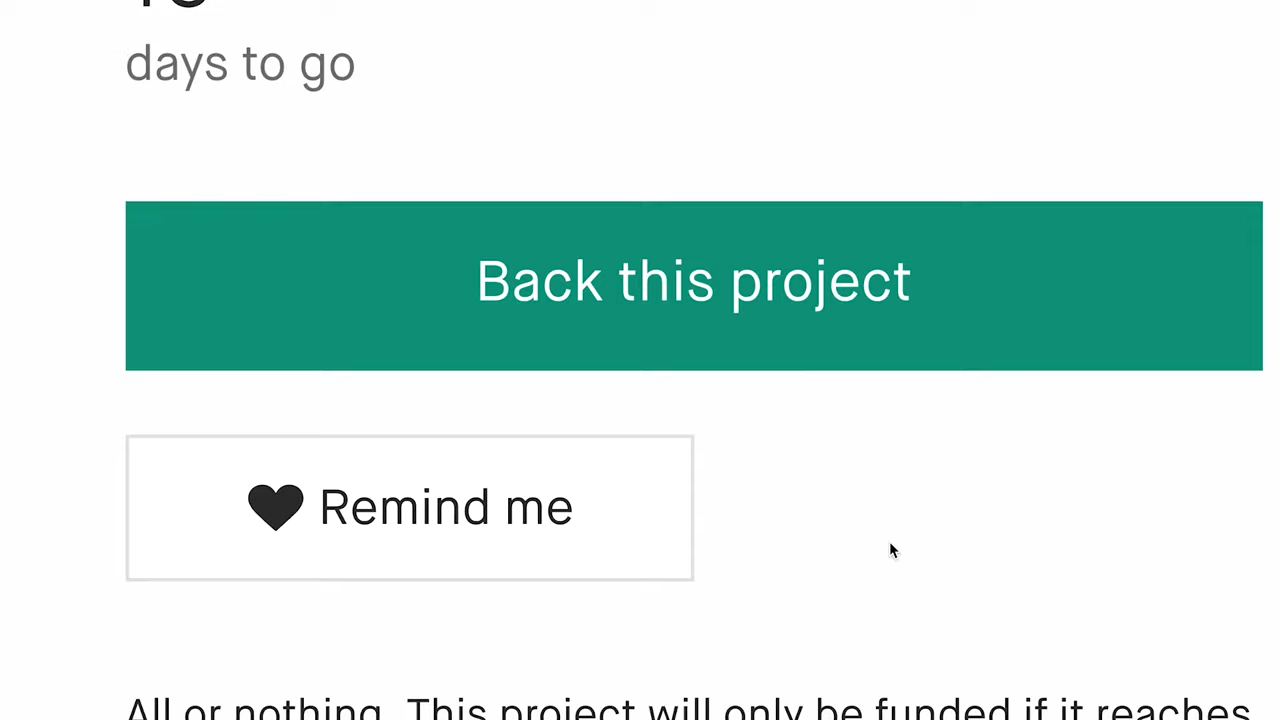 days to go
Back this project
Remind me
All or nothing. This project will only be funded if it reaches